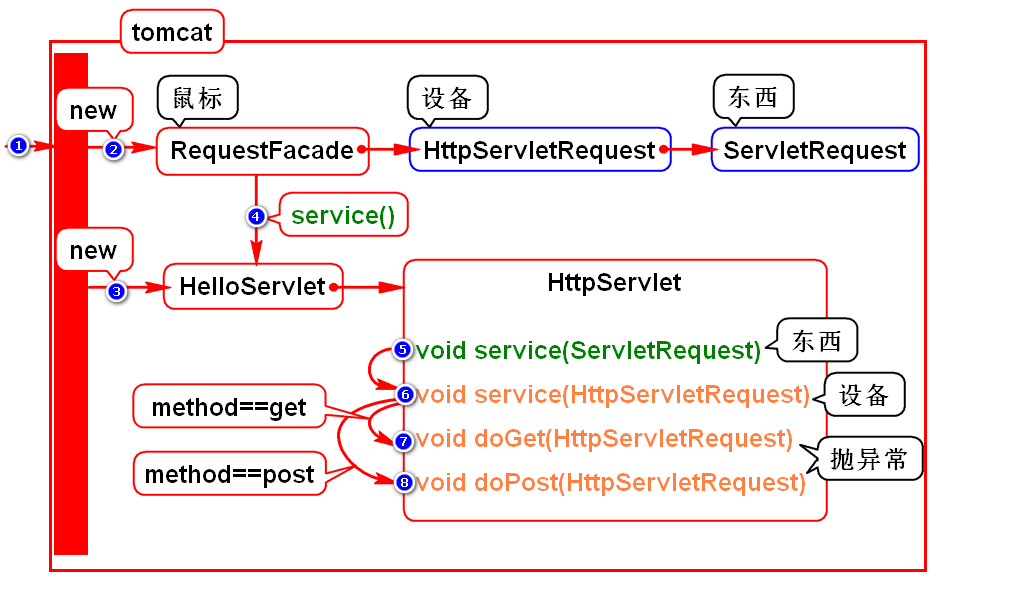 tomcat
new
鼠标
设备
东西
1
2
RequestFacade
HttpServletRequest
ServletRequest
4
service()
new
3
HelloServlet
HttpServlet
5
void service(ServletRequest)
东西
6
void service(HttpServletRequest)
设备
method==get
7
void doGet(HttpServletRequest)
抛异常
method==post
8
void doPost(HttpServletRequest)